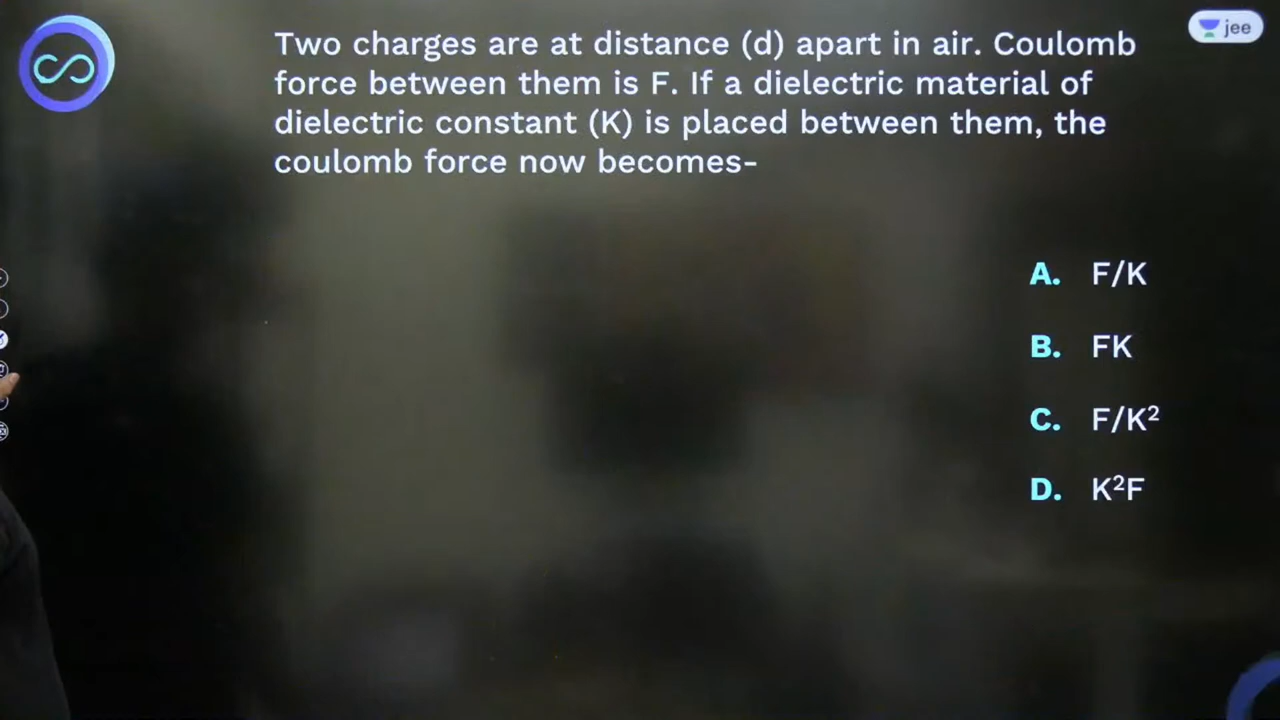 jee
Two charges are at distance (d) apart in air. Coulomb
force between them is F. If a dielectric material of
dielectric constant (K) is placed between them, the
coulomb force now becomes-
A. F/K
B. FK
C. F/K²
D. K²F